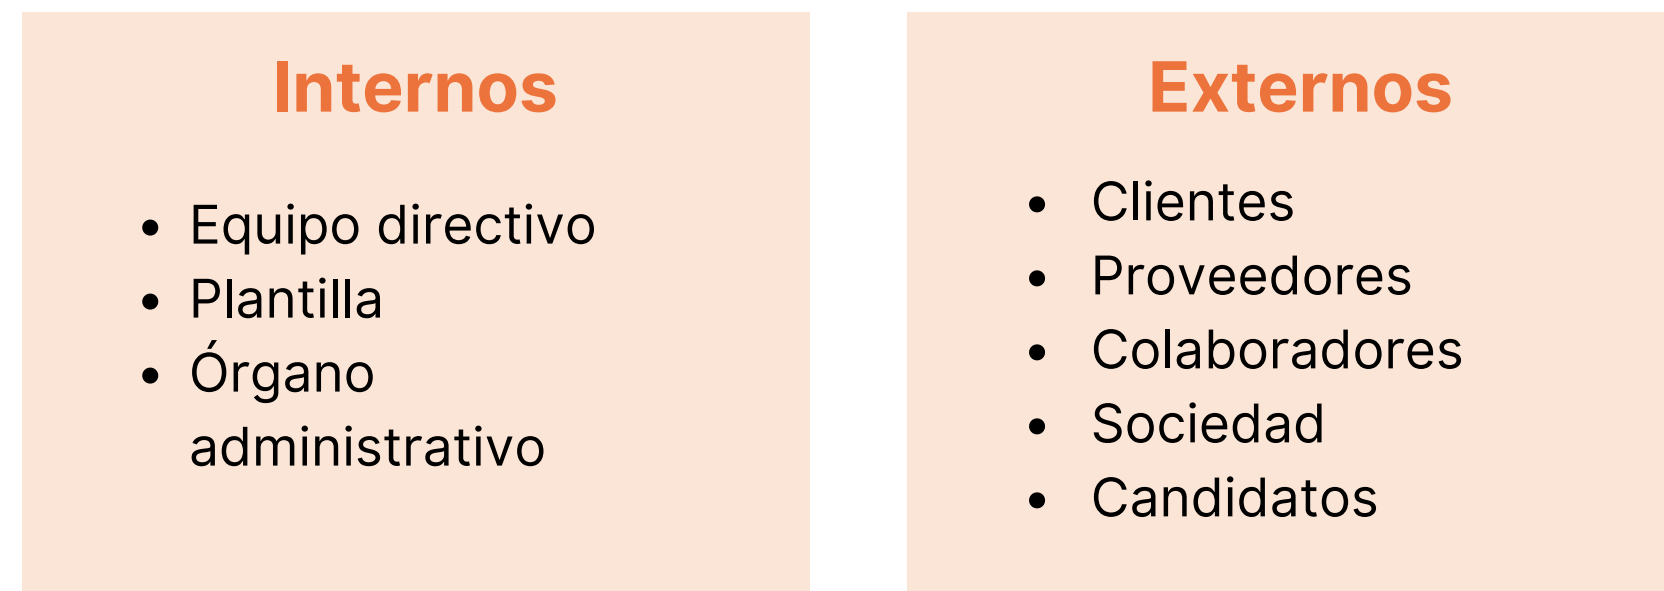 Internos
• Equipo directivo
• Plantilla
• Órgano
administrativo
Externos
• Clientes
• Proveedores
• Colaboradores
• Sociedad
• Candidatos